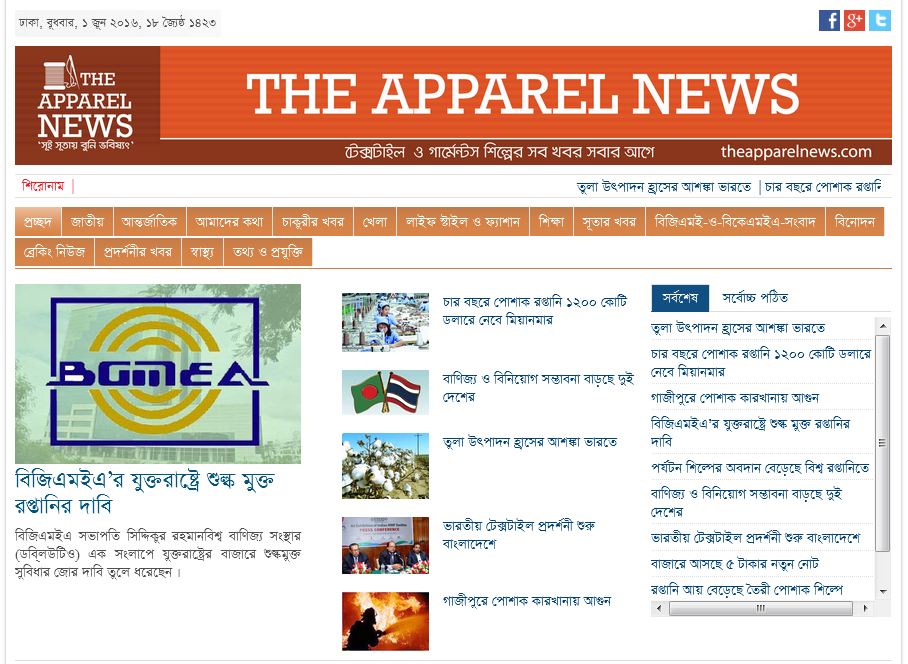 ঢাকা, বুধবার, ১ জুন ২০১৬, ১৮ জ্যৈষ্ঠ ১৪২৩
THE
APPAREL
NEWS
'সূই সূতায় বুনি ভবিষ্যৎ'
THE APPAREL NEWS
টেক্সটাইল ও গার্মেন্টস শিল্পের সব খবর সবার আগে
theapparelnews.com
শিরোনাম |
তুলা উৎপাদন হ্রাসের আশঙ্কা ভারতে | চার বছরে পোশাক রপ্তানি
প্রচ্ছদ জাতীয় আন্তর্জাতিক আমাদের কথা চাকুরীর খবর খেলা লাইফ স্টাইল ও ফ্যাশান শিক্ষা সূতার খবর বিজিএমই-ও-বিকেএমইএ-সংবাদ বিনোদন
ব্রেকিং নিউজ প্রদর্শনীর খবর স্বাস্থ্য তথ্য ও প্রযুক্তি
BGMEA
বিজিএমইএ'র যুক্তরাষ্ট্রে শুল্ক মুক্ত
রপ্তানির দাবি
বিজিএমইএ সভাপতি সিদ্দিকুর রহমানবিশ্ব বাণিজ্য সংস্থার
(ডব্লিউটিও) এক সংলাপে যুক্তরাষ্ট্রের বাজারে শুল্কমুক্ত
সুবিধার জোর দাবি তুলে ধরেছেন।
চার বছরে পোশাক রপ্তানি ১২০০ কোটি
ডলারে নেবে মিয়ানমার
বাণিজ্য ও বিনিয়োগ সম্ভাবনা বাড়ছে দুই
দেশের
তুলা উৎপাদন হ্রাসের আশঙ্কা ভারতে
ভারতীয় টেক্সটাইল প্রদর্শনী শুরু
বাংলাদেশে
PRESS CONFERENCE
গাজীপুরে পোশাক কারখানায় আগুন
সর্বশেষ সর্বোচ্চ পঠিত
তুলা উৎপাদন হ্রাসের আশঙ্কা ভারতে
চার বছরে পোশাক রপ্তানি ১২০০ কোটি ডলারে
নেবে মিয়ানমার
গাজীপুরে পোশাক কারখানায় আগুন
বিজিএমইএ'র যুক্তরাষ্ট্রে শুল্ক মুক্ত রপ্তানির
দাবি
পর্যটন শিল্পের অবদান বেড়েছে বিশ্ব রপ্তানিতে
বাণিজ্য ও বিনিয়োগ সম্ভাবনা বাড়ছে দুই
দেশের
ভারতীয় টেক্সটাইল প্রদর্শনী শুরু বাংলাদেশে
বাজারে আসছে ৫ টাকার নতুন নোট
রপ্তানি আয় বেড়েছে তৈরী পোশাক শিল্পে